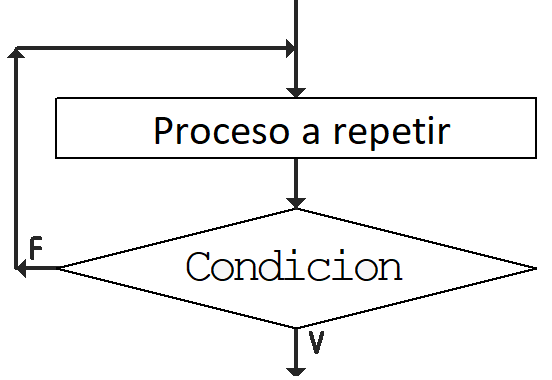 Proceso a repetir
F
Condicion
V